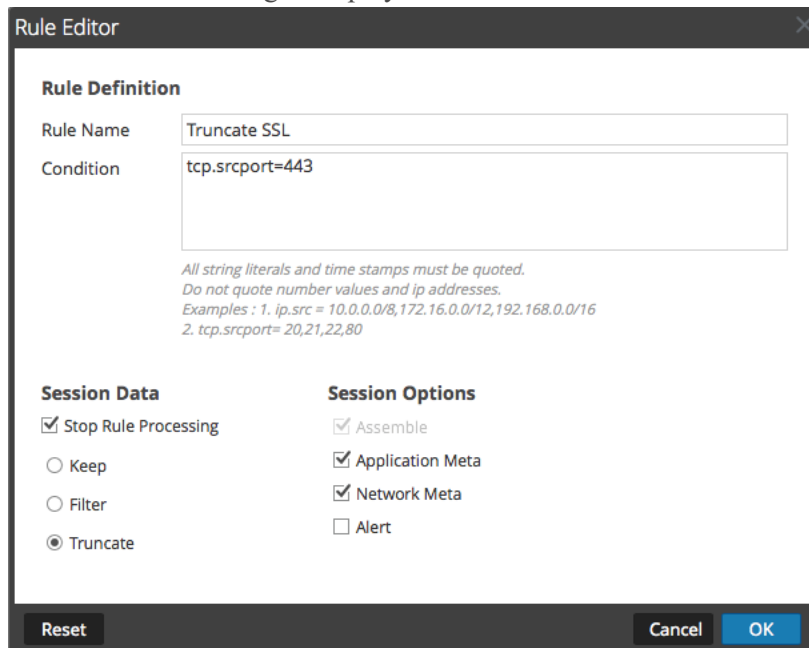 Rule Editor
Rule Definition
Rule Name Truncate SSL
Condition tcp.srcport=443
All string literals and time stamps must be quoted.
Do not quote number values and ip addresses.
Examples : 1. ip.src = 10.0.0.0/8,172.16.0.0/12,192.168.0.0/16
2. tcp.srcport= 20,21,22,80
Session Data Session Options
Stop Rule Processing Assemble
Keep Application Meta
Filter Network Meta
Truncate Alert
Reset Cancel OK